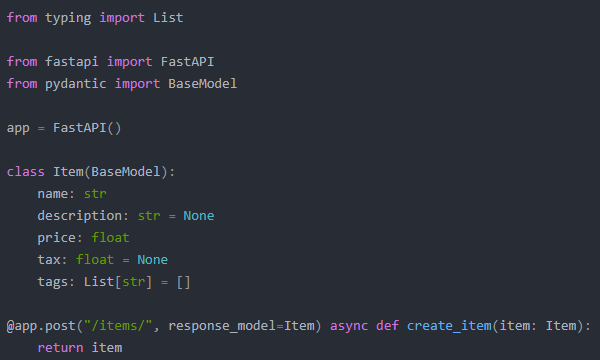 from typing import List
from fastapi import FastAPI
from pydantic import BaseModel
app = FastAPI()
class Item(BaseModel):
    name: str
    description: str = None
    price: float
    tax: float = None
    tags: List[str] = []
@app.post("/items/", response_model=Item) async def create_item(item: Item):
    return item